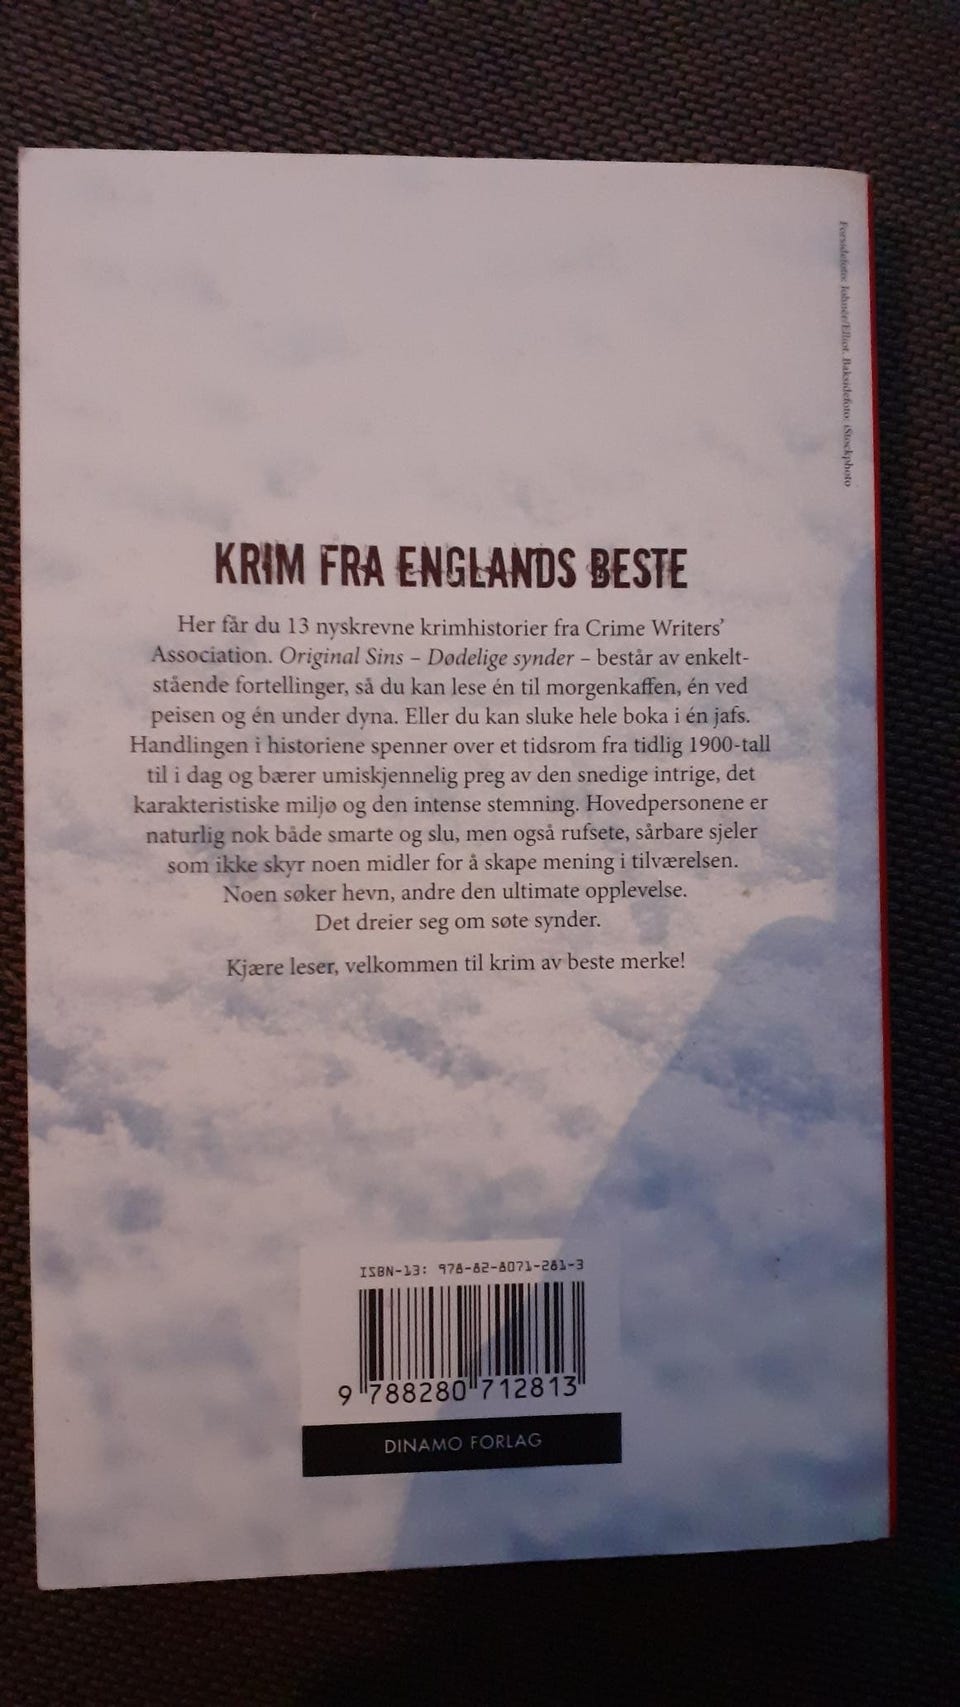 Forsidefoto: Johnér/Elliot. Baksidefoto: iStockphoto
KRIM FRA ENGLANDS BESTE
Her får du 13 nyskrevne krimhistorier fra Crime Writers’
Association. Original Sins – Dødelige synder – består av enkelt-
stående fortellinger, så du kan lese én til morgenkaffen, én ved
peisen og én under dyna. Eller du kan sluke hele boka i én jafs.
Handlingen i historiene spenner over et tidsrom fra tidlig 1900-tall
til i dag og bærer umiskjennelig preg av den snedige intrige, det
karakteristiske miljø og den intense stemning. Hovedpersonene er
naturlig nok både smarte og slu, men også rufsete, sårbare sjeler
som ikke skyr noen midler for å skape mening i tilværelsen.
Noen søker hevn, andre den ultimate opplevelse.
Det dreier seg om søte synder.
Kjære leser, velkommen til krim av beste merke!
ISBN-13: 978-82-8071-281-3
9 788280 712813
DINAMO FORLAG